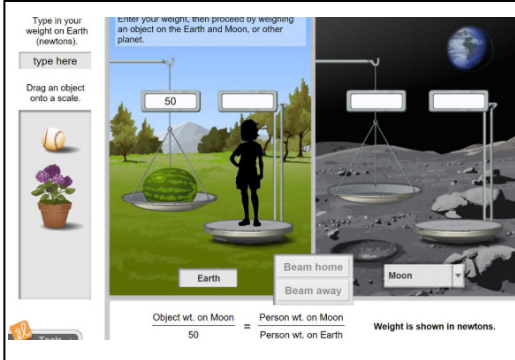 Type in your
weight on Earth
(newtons).
type here
Drag an object
onto a scale.
Enter your weight, then proceed by weighing
an object on the Earth and Moon, or other
planet.
50
Earth
Beam home
Beam away
Moon
Object wt. on Moon
50
=
Person wt. on Moon
Person wt. on Earth
Weight is shown in newtons.
Tools